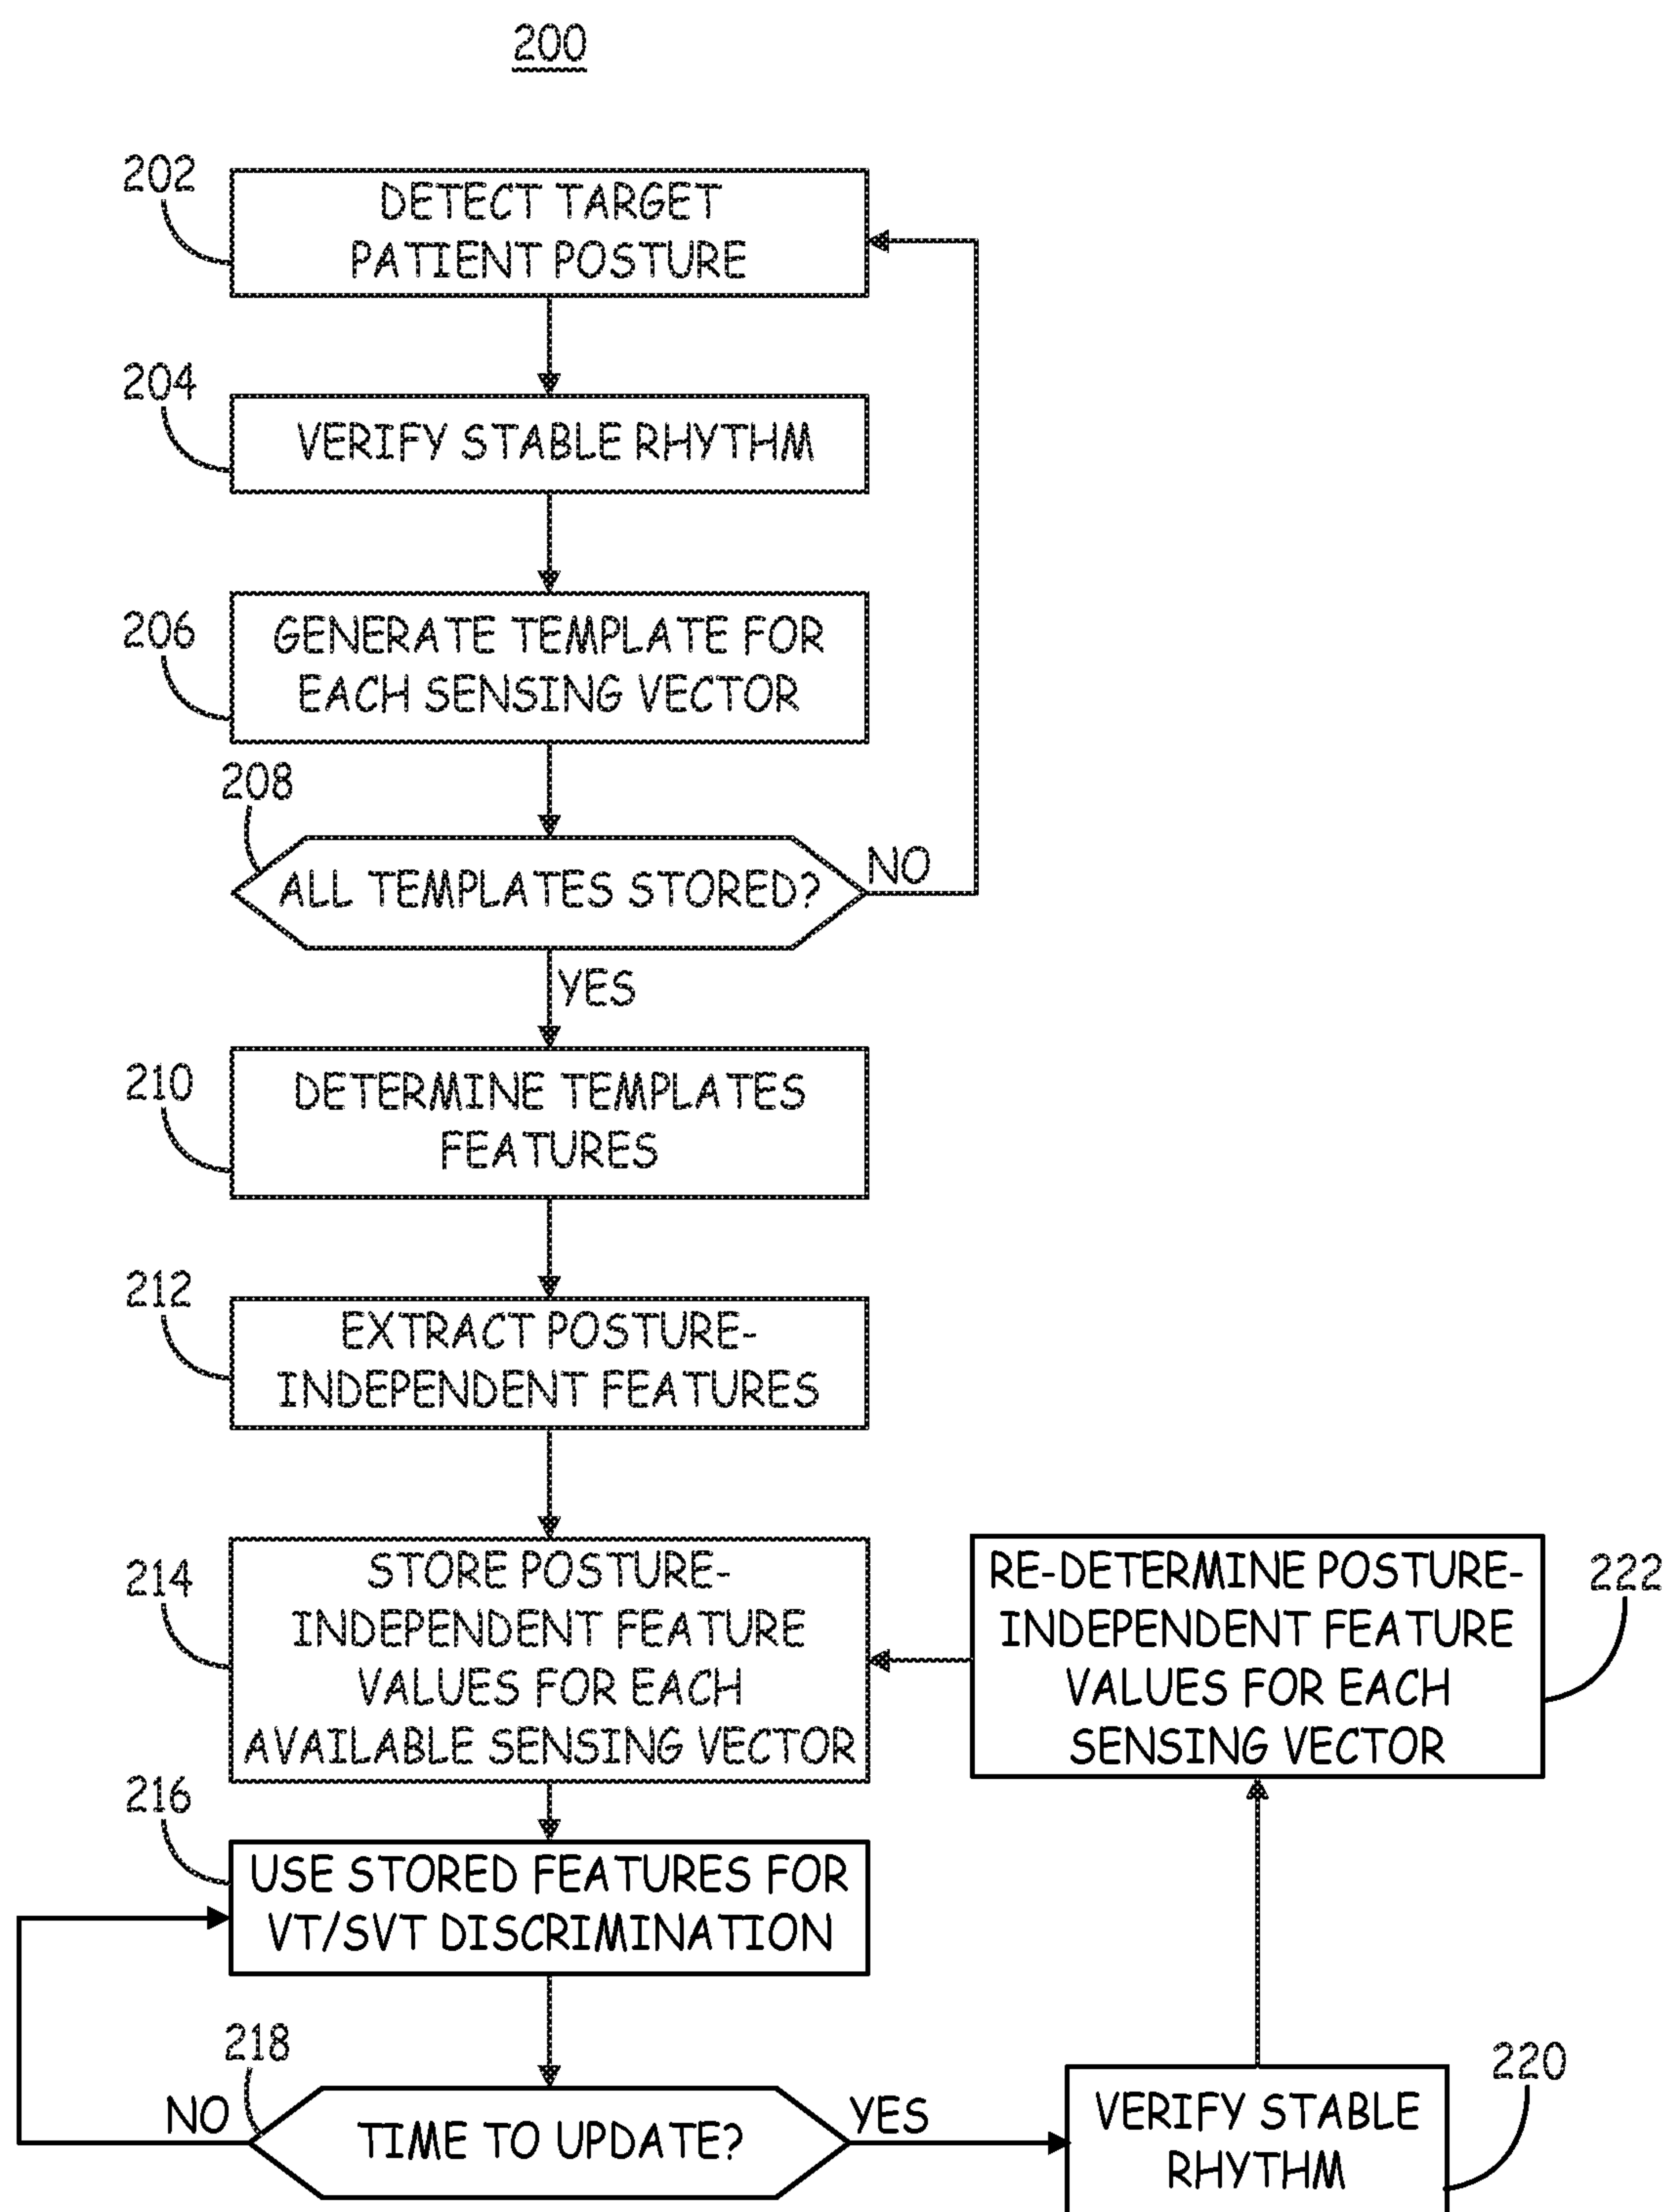 200
202
DETECT TARGET
PATIENT POSTURE
204
VERIFY STABLE RHYTHM
206
GENERATE TEMPLATE FOR
EACH SENSING VECTOR
208
ALL TEMPLATES STORED?
NO
YES
210
DETERMINE TEMPLATES
FEATURES
212
EXTRACT POSTURE-
INDEPENDENT FEATURES
214
STORE POSTURE-
INDEPENDENT FEATURE
VALUES FOR EACH
AVAILABLE SENSING VECTOR
RE-DETERMINE POSTURE-
INDEPENDENT FEATURE
VALUES FOR EACH
SENSING VECTOR
222
216
USE STORED FEATURES FOR
VT/SVT DISCRIMINATION
218
NO
TIME TO UPDATE?
YES
VERIFY STABLE
RHYTHM
220